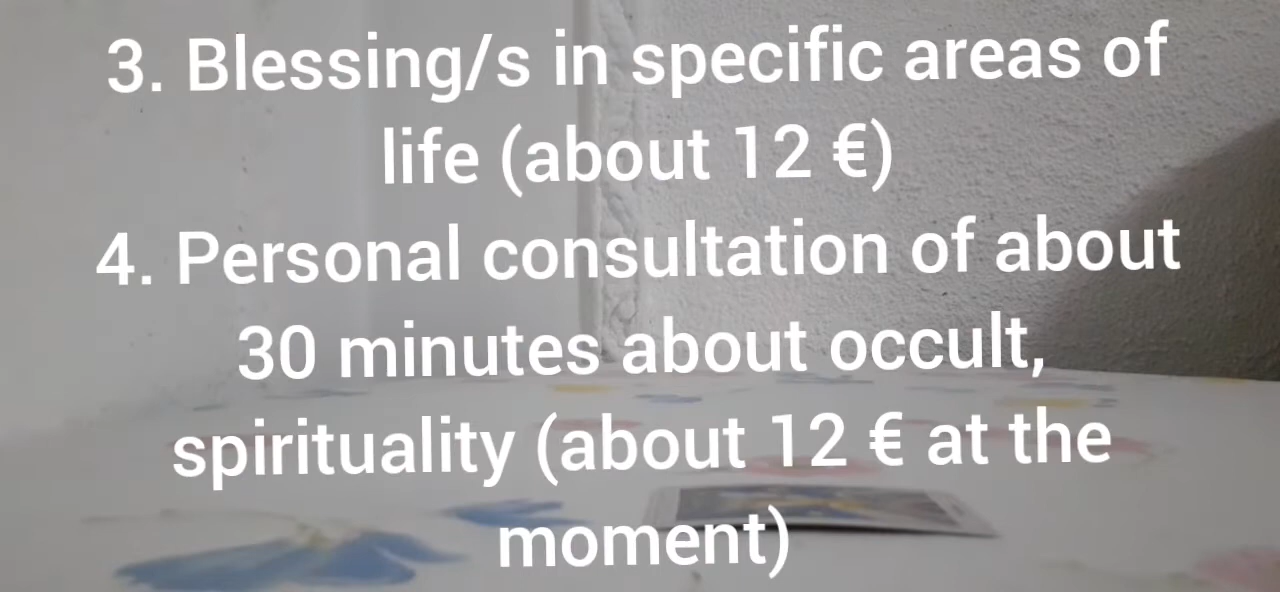 3. Blessing/s in specific areas of
life (about 12 €)
4. Personal consultation of about
30 minutes about occult,
spirituality (about 12 € at the
moment)